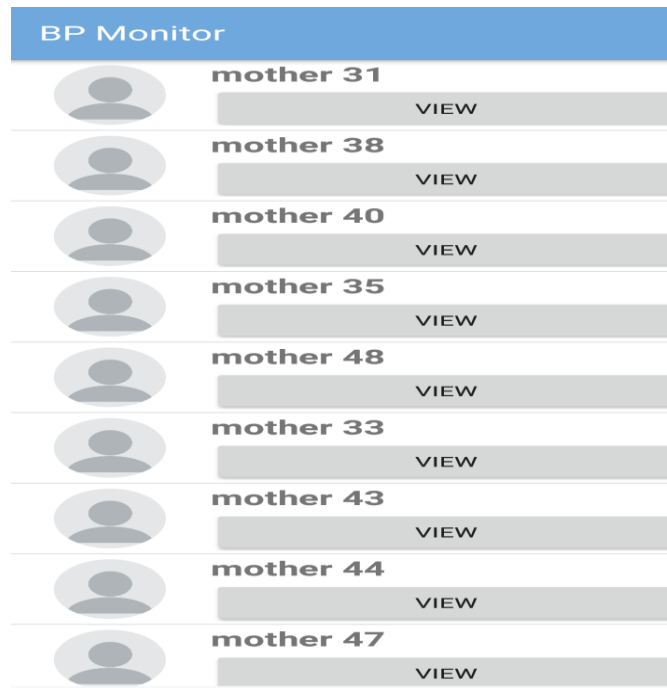 BP Monitor
mother 31
VIEW
mother 38
VIEW
mother 40
VIEW
mother 35
VIEW
mother 48
VIEW
mother 33
VIEW
mother 43
VIEW
mother 44
VIEW
mother 47
VIEW